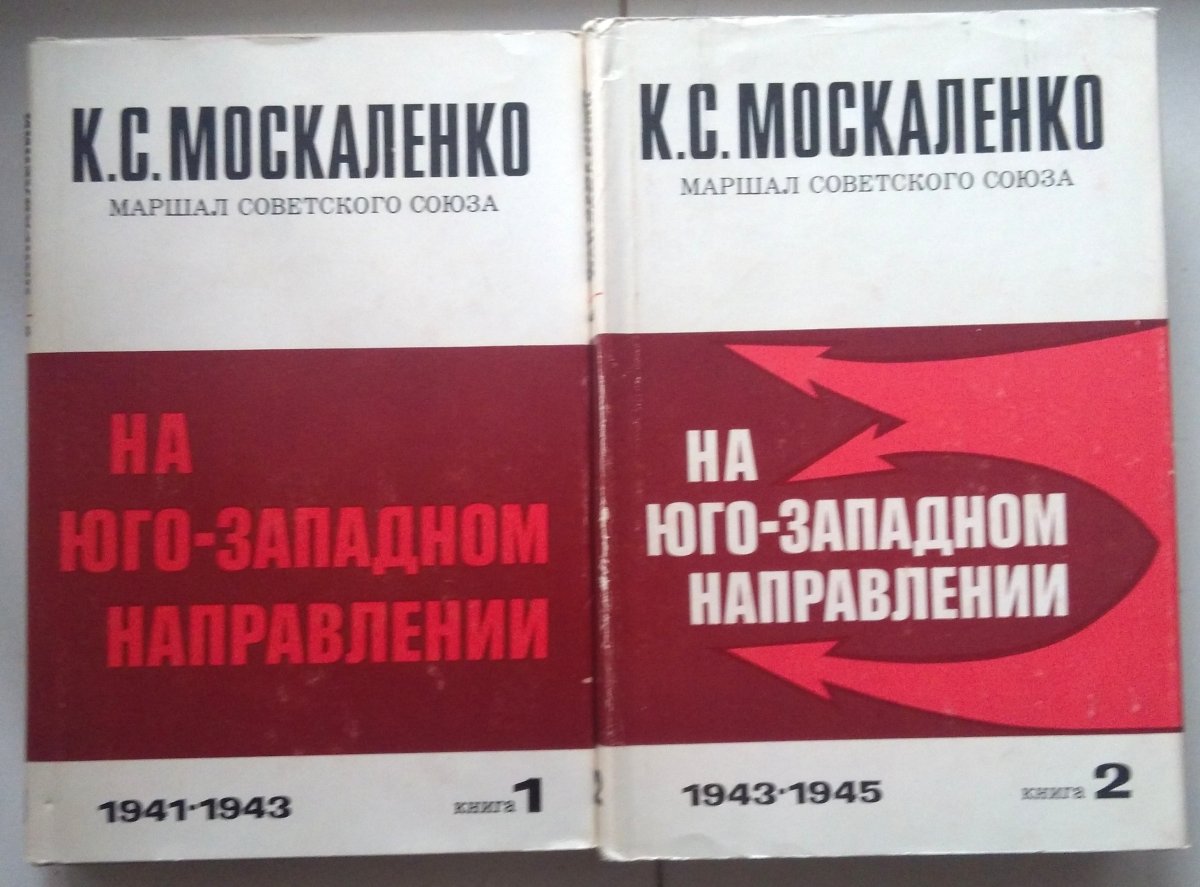 К.С.МОСКАЛЕНКО
МАРШАЛ СОВЕТСКОГО СОЮЗА
НА
ЮГО-ЗАПАДНОМ
НАПРАВЛЕНИИ
1941·1943
книга 1
К.С.МОСКАЛЕНКО
МАРШАЛ СОВЕТСКОГО СОЮЗА
НА
ЮГО-ЗАПАДНОМ
НАПРАВЛЕНИИ
1943·1945
книга 2